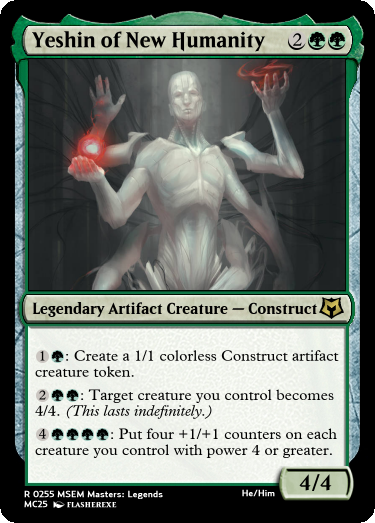 Yeshin of New Humanity 2
Legendary Artifact Creature — Construct
1: Create a 1/1 colorless Construct artifact
creature token.
2: Target creature you control becomes
4/4. (This lasts indefinitely.)
4: Put four +1/+1 counters on each
creature you control with power 4 or greater.
4/4
R 0255 MSEM Masters: Legends He/Him
MC25 FLASHEREXE